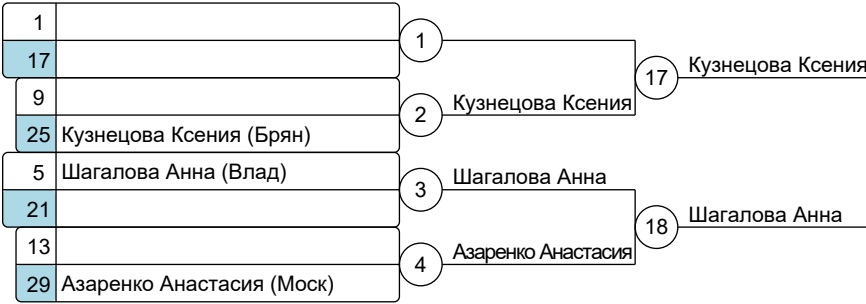 1
17
1
17
Кузнецова Ксения
9
25 Кузнецова Ксения (Брян)
2
Кузнецова Ксения
5 Шагалова Анна (Влад)
21
3
Шагалова Анна
18
Шагалова Анна
13
29 Азаренко Анастасия (Моск)
4
Азаренко Анастасия